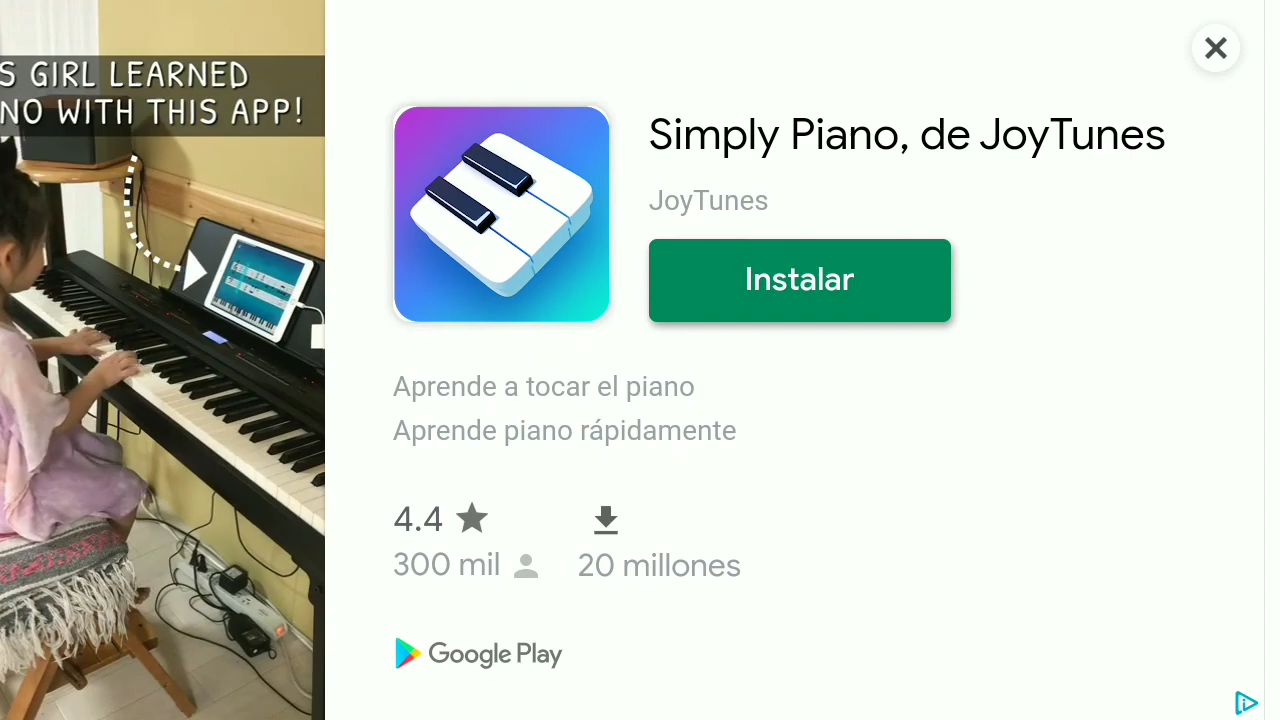 S GIRL LEARNED
NO WITH THIS APP!
Simply Piano, de JoyTunes
JoyTunes
Instalar
Aprende a tocar el piano
Aprende piano rápidamente
4.4
300 mil
20 millones
Google Play